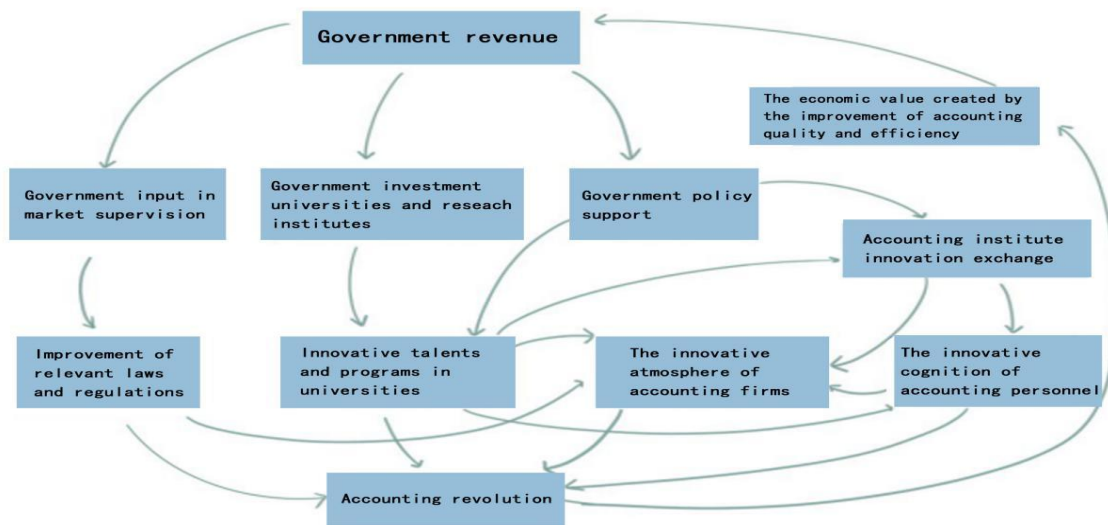 Government revenue
The economic value created by
the improvement of accounting
quality and efficiency
Government input in
market supervision
Government investment
universities and reseach
institutes
Government policy
support
Accounting institute
innovation exchange
Improvement of
relevant laws
and regulations
Innovative talents
and programs in
universities
The innovative
atmosphere of
accounting firms
The innovative
cognition of
accounting personnel
Accounting revolution